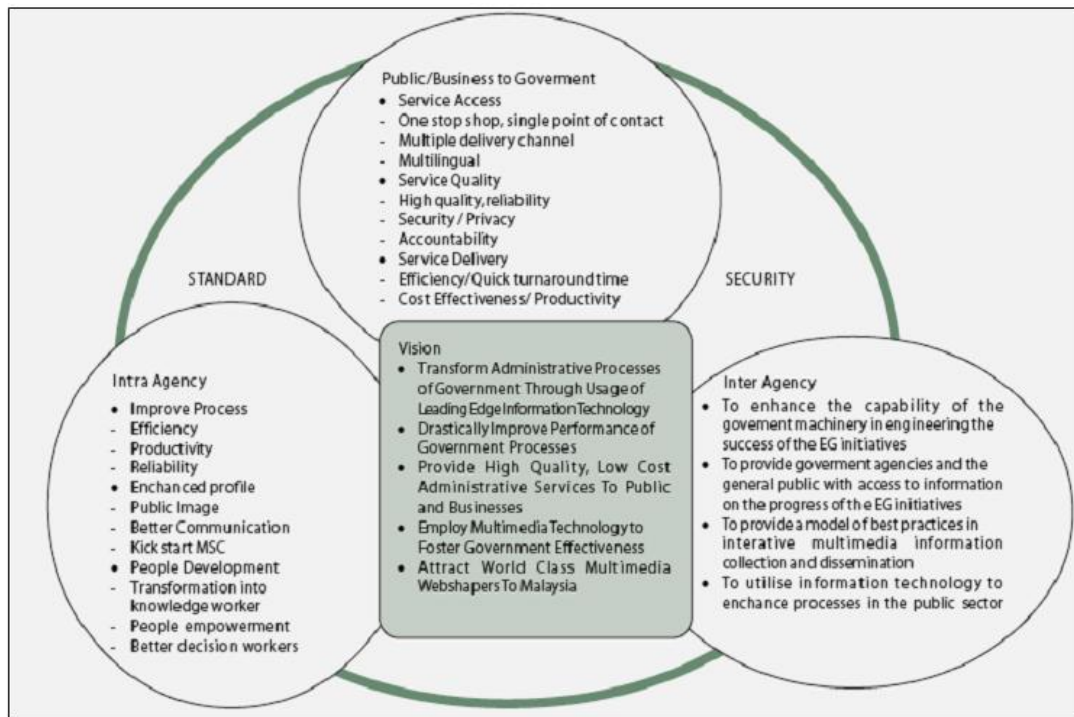 Public/Business to Goverment
• Service Access
- One stop shop, single point of contact
- Multiple delivery channel
- Multilingual
• Service Quality
- High quality, reliability
- Security / Privacy
- Accountability
• Service Delivery
- Efficiency/Quick turnaround time
- Cost Effectiveness/ Productivity
STANDARD
SECURITY
Intra Agency
• Improve Process
- Efficiency
- Productivity
- Reliability
• Enchanced profile
- Public Image
- Better Communication
- Kick start MSC
• People Development
- Transformation into
knowledge worker
- People empowerment
- Better decision workers
Vision
• Transform Administrative Processes
of Government Through Usage of
Leading Edge Information Technology
• Drastically Improve Performance of
Government Processes
• Provide High Quality, Low Cost
Administrative Services To Public
and Businesses
• Employ Multimedia Technology to
Foster Government Effectiveness
• Attract World Class Multimedia
Webshapers To Malaysia
Inter Agency
• To enhance the capability of the
govement machinery in engineering the
success of the EG initiatives
• To provide goverment agencies and the
general public with access to information
on the progress of the EG initiatives
• To provide a model of best practices in
interative multimedia information
collection and dissemination
• To utilise information technology to
enchance processes in the public sector